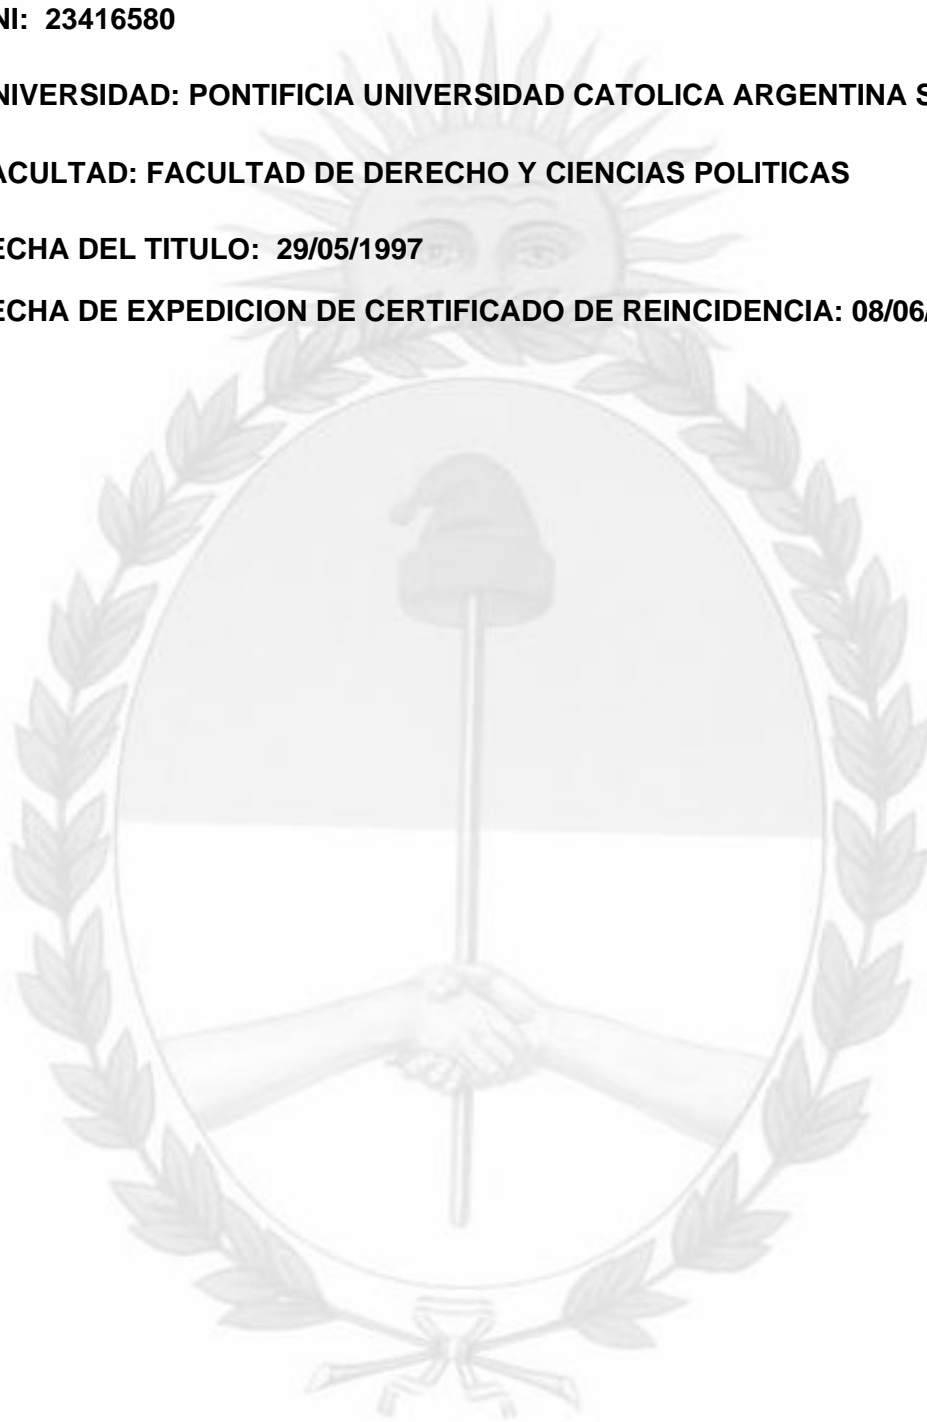 NI: 23416580
NIVERSIDAD: PONTIFICIA UNIVERSIDAD CATOLICA ARGENTINA S
ACULTAD: FACULTAD DE DERECHO Y CIENCIAS POLITICAS
ECHA DEL TITULO: 29/05/1997
ECHA DE EXPEDICION DE CERTIFICADO DE REINCIDENCIA: 08/06/